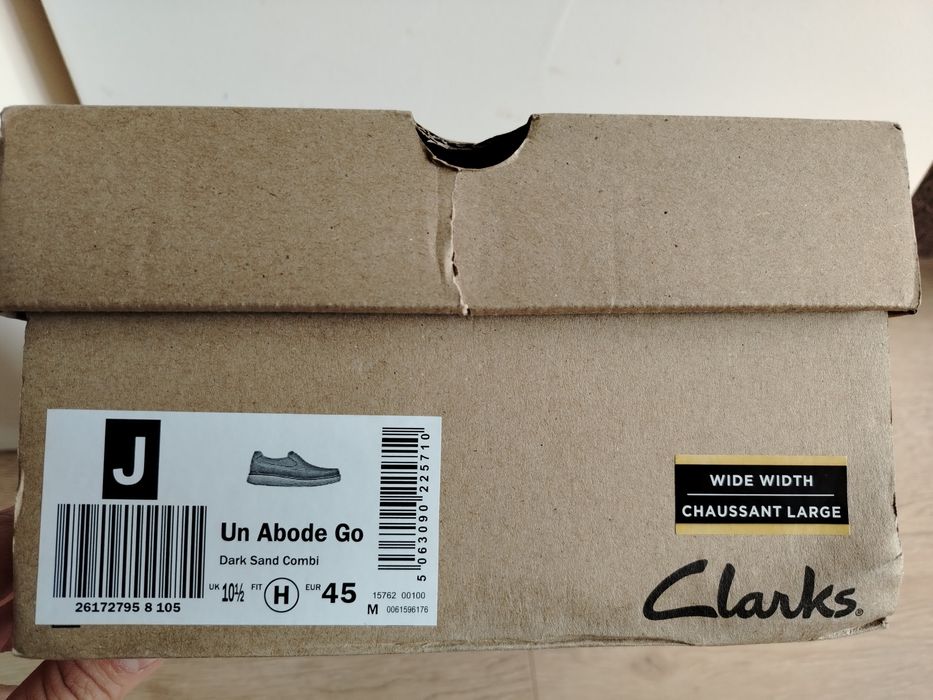 J
Un Abode Go
Dark Sand Combi
UK 10½ FIT H EUR 45
26172795 8 105
5 063090 225710
15762 00100
M 0061596176
WIDE WIDTH
CHAUSSANT LARGE
Clarks®